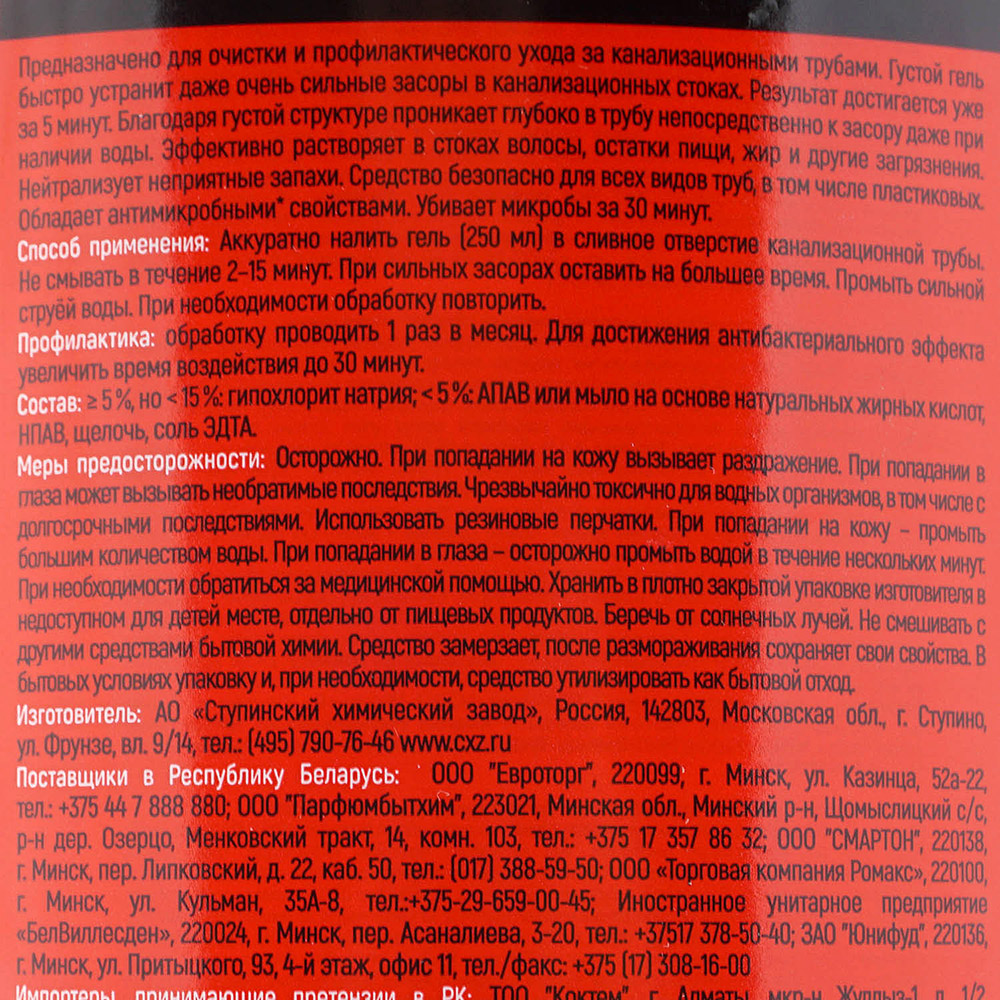 Предназначено для очистки и профилактического ухода за канализационными трубами. Густой гель
быстро устранит даже очень сильные засоры в канализационных стоках. Результат достигается уже
за 5 минут. Благодаря густой структуре проникает глубоко в трубу непосредственно к засору даже при
наличии воды. Эффективно растворяет в стоках волосы, остатки пищи, жир и другие загрязнения.
Нейтрализует неприятные запахи. Средство безопасно для всех видов труб, в том числе пластиковых.
Обладает антимикробными* свойствами. Убивает микробы за 30 минут.
Способ применения: Аккуратно налить гель (250 мл) в сливное отверстие канализационной трубы.
Не смывать в течение 2-15 минут. При сильных засорах оставить на большее время. Промыть сильной
струёй воды. При необходимости обработку повторить.
Профилактика: обработку проводить 1 раз в месяц. Для достижения антибактериального эффекта
увеличить время воздействия до 30 минут.
Состав: ≥ 5 %, но < 15 %: гипохлорит натрия; < 5 %: АПАВ или мыло на основе натуральных жирных кислот,
НПАВ, щелочь, соль ЭДТА.
Меры предосторожности: Осторожно. При попадании на кожу вызывает раздражение. При попадании в
глаза может вызывать необратимые последствия. Чрезвычайно токсично для водных организмов, в том числе с
долгосрочными последствиями. Использовать резиновые перчатки. При попадании на кожу – промыть
большим количеством воды. При попадании в глаза – осторожно промыть водой в течение нескольких минут.
При необходимости обратиться за медицинской помощью. Хранить в плотно закрытой упаковке изготовителя в
недоступном для детей месте, отдельно от пищевых продуктов. Беречь от солнечных лучей. Не смешивать с
другими средствами бытовой химии. Средство замерзает, после размораживания сохраняет свои свойства. В
бытовых условиях упаковку и, при необходимости, средство утилизировать как бытовой отход.
Изготовитель: АО «Ступинский химический завод», Россия, 142803, Московская обл., г. Ступино,
ул. Фрунзе, вл. 9/14, тел.: (495) 790-76-46 www.cxz.ru
Поставщики в Республику Беларусь: ООО "Евроторг", 220099, г. Минск, ул. Казинца, 52а-22,
тел.: +375 44 7 888 880; ООО "Парфюмбытхим", 223021, Минская обл., Минский р-н, Щомыслицкий с/с,
р-н дер. Озерцо, Менковский тракт, 14, комн. 103, тел.: +375 17 357 86 32; ООО "СМАРТОН", 220138,
г. Минск, пер. Липковский, д. 22, каб. 50, тел.: (017) 388-59-50; ООО «Торговая компания Ромакс», 220100,
г. Минск, ул. Кульман, 35А-8, тел.:+375-29-659-00-45; Иностранное унитарное предприятие
«БелВиллесден», 220024, г. Минск, пер. Асаналиева, 3-20, тел.: +37517 378-50-40; ЗАО "Юнифуд", 220136,
г. Минск, ул. Притыцкого, 93, 4-й этаж, офис 11, тел./факс: +375 (17) 308-16-00
Импортеры, принимающие претензии в РК: ТОО "Коктем", г. Алматы, мкр-н Жулдыз-1, д. 1/2